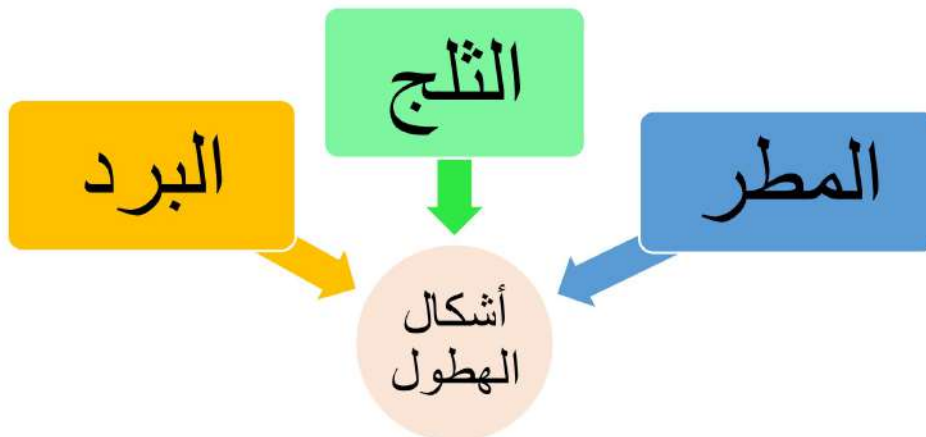 الثلج
المطر
البرد
أشكال
الهطول